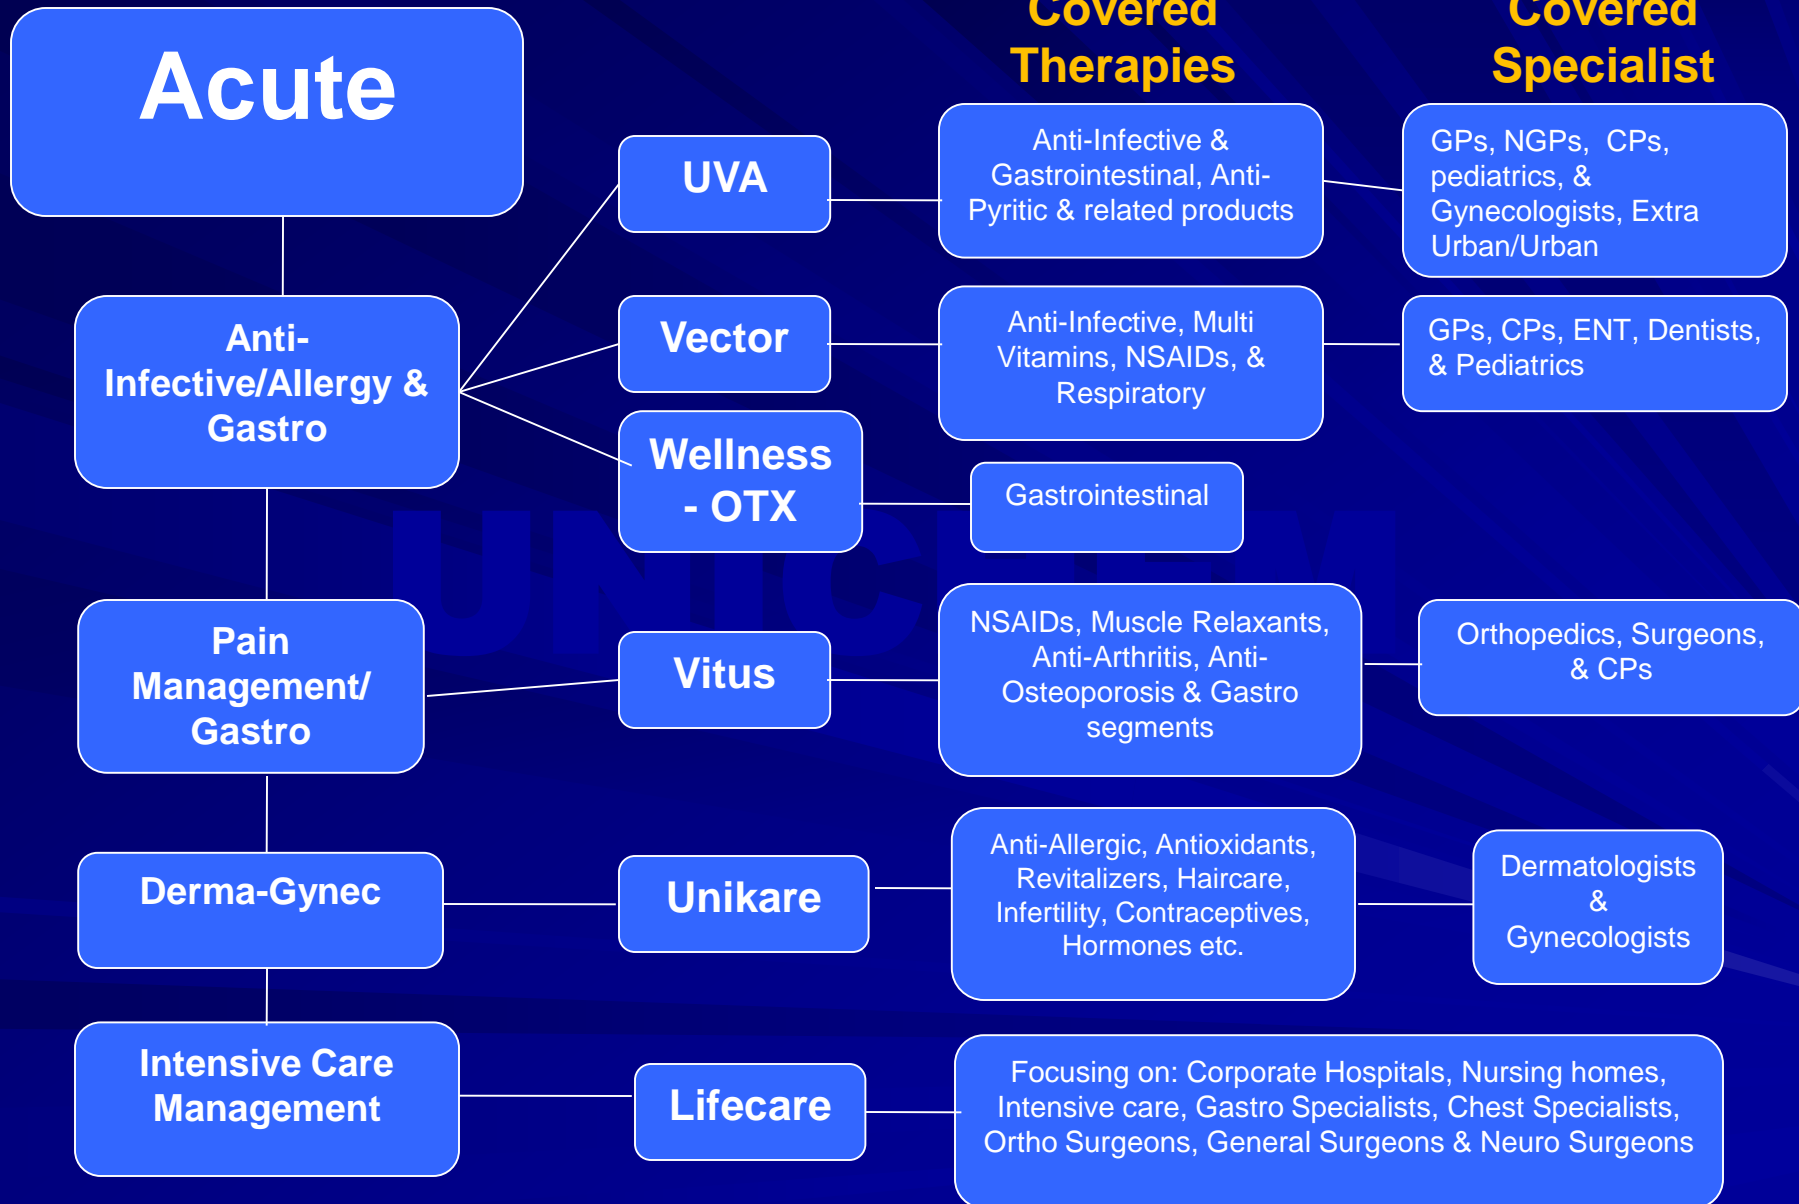 Covered
Therapies
Covered
Specialist
Acute
Anti-
Infective/Allergy &
Gastro
UVA
Anti-Infective &
Gastrointestinal, Anti-
Pyritic & related products
GPs, NGPs,  CPs,
pediatrics, &
Gynecologists, Extra
Urban/Urban
Vector
Anti-Infective, Multi
Vitamins, NSAIDs, &
Respiratory
GPs, CPs, ENT, Dentists,
& Pediatrics
Wellness
- OTX
Gastrointestinal
UNICHEM
Pain
Management/
Gastro
Vitus
NSAIDs, Muscle Relaxants,
Anti-Arthritis, Anti-
Osteoporosis & Gastro
segments
Orthopedics, Surgeons,
& CPs
Derma-Gynec
Unikare
Anti-Allergic, Antioxidants,
Revitalizers, Haircare,
Infertility, Contraceptives,
Hormones etc.
Dermatologists
&
Gynecologists
Intensive Care
Management
Lifecare
Focusing on: Corporate Hospitals, Nursing homes,
Intensive care, Gastro Specialists, Chest Specialists,
Ortho Surgeons, General Surgeons & Neuro Surgeons